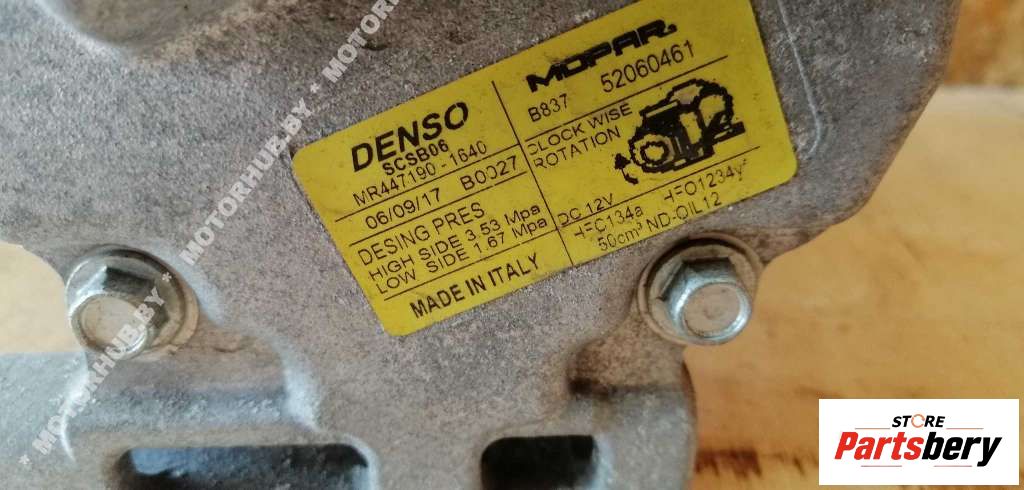 DENSO
SCSB06
MR447190-1640
06/09/17 B0027
DESING PRES
HIGH SIDE 3.53 Mpa
LOW SIDE 1.67 Mpa
MADE IN ITALY
MOPAR
B837 52060461
CLOCK WISE
ROTATION
DC 12V HFO1234yf
HFC134a
50cm³ ND-OIL12
* MOTORHUB.BY * MOTORHUB.BY * MOTORHUB.BY * MOTOR
STORE
Partsbery